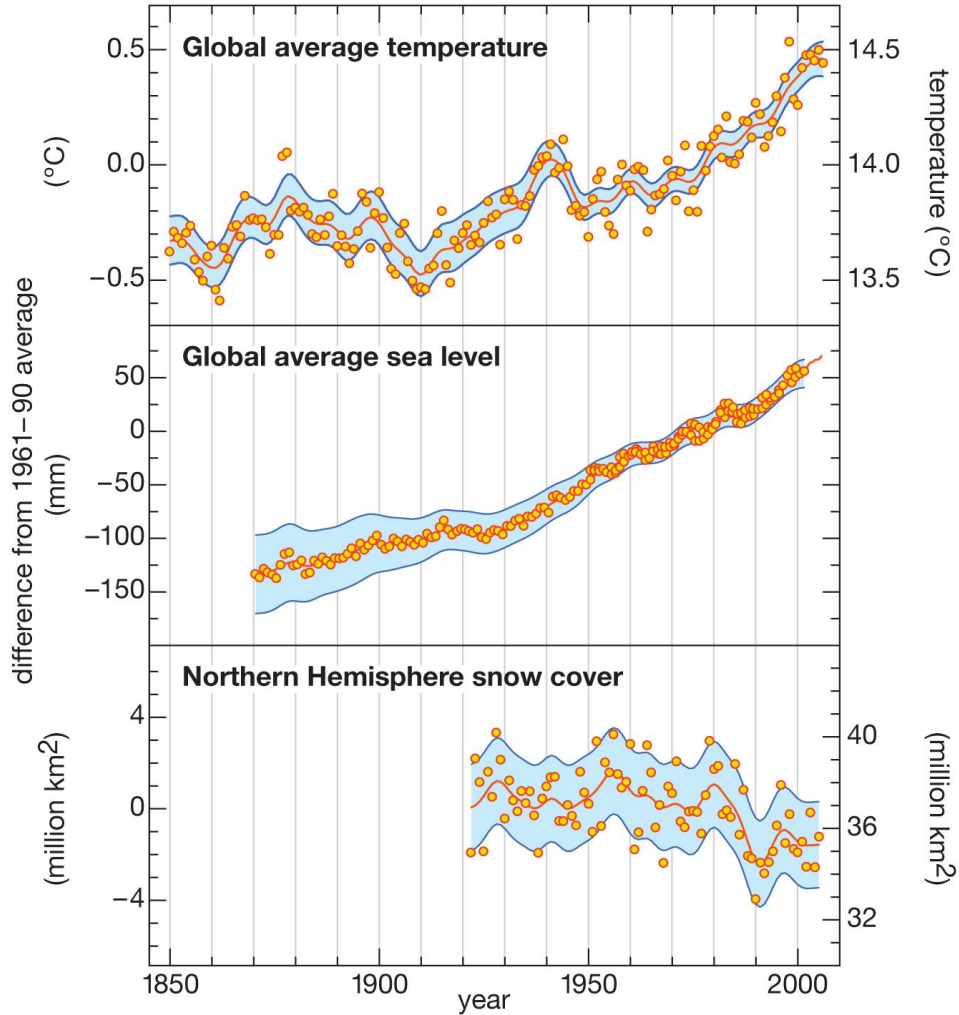 Global average temperature
0.5
0.0
−0.5
(°C)
14.5
14.0
13.5
temperature (°C)
difference from 1961–90 average
Global average sea level
50
0
−50
−100
−150
(mm)
Northern Hemisphere snow cover
4
0
−4
(million km2)
40
36
32
(million km2)
1850
1900
1950
2000
year